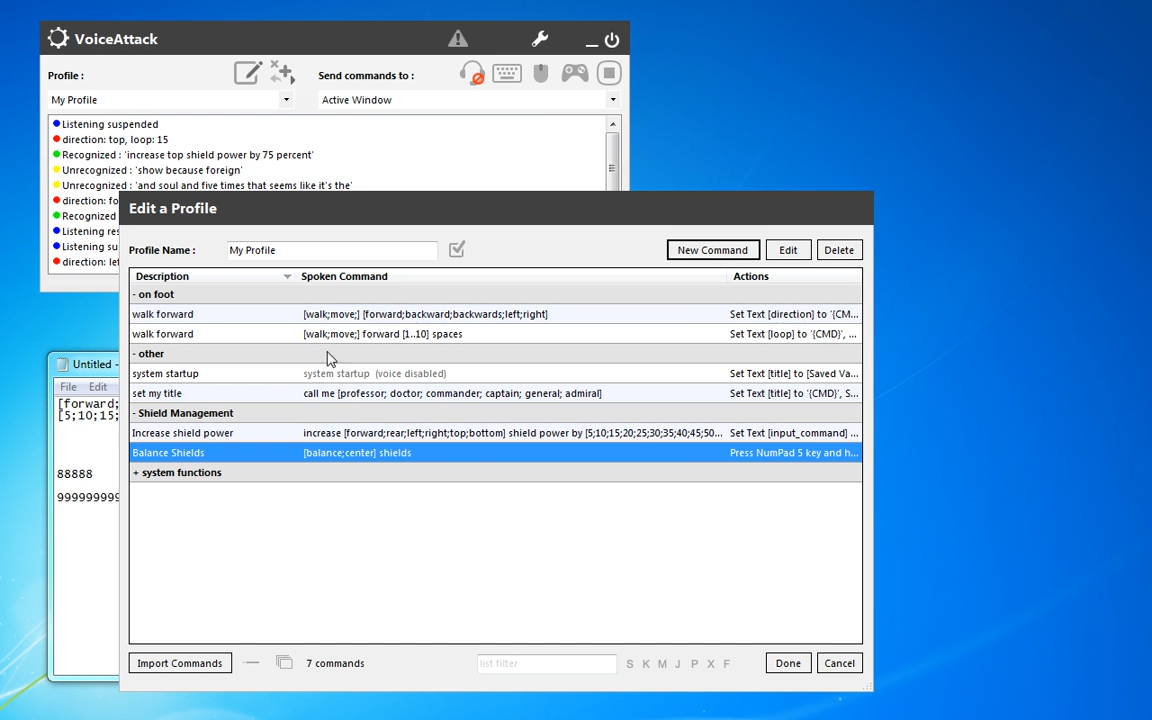 VoiceAttack
Profile :
Send commands to :
My Profile
Active Window
Listening suspended
direction: top, loop: 15
Recognized : 'increase top shield power by 75 percent'
Unrecognized : 'show because foreign'
Unrecognized : 'and soul and five times that seems like it's the'
direction: fo
Recognized
Listening res
Listening su
direction: lef
Edit a Profile
Profile Name :
My Profile
New Command
Edit
Delete
Description
Spoken Command
Actions
- on foot
walk forward
[walk;move;] [forward;backward;backwards;left;right]
Set Text [direction] to '{CM...
walk forward
[walk;move;] forward [1..10] spaces
Set Text [loop] to '{CMD}', ...
- other
system startup
system startup (voice disabled)
Set Text [title] to [Saved Va...
set my title
call me [professor; doctor; commander; captain; general; admiral]
Set Text [title] to '{CMD}', S...
- Shield Management
Increase shield power
increase [forward;rear;left;right;top;bottom] shield power by [5;10;15;20;25;30;35;40;45;50...
Set Text [input_command] ...
Balance Shields
[balance;center] shields
Press NumPad 5 key and h...
+ system functions
Untitled -
File Edit
[forward;
[5;10;15;
88888
9999999999
Import Commands
7 commands
list filter
S K M J P X F
Done
Cancel